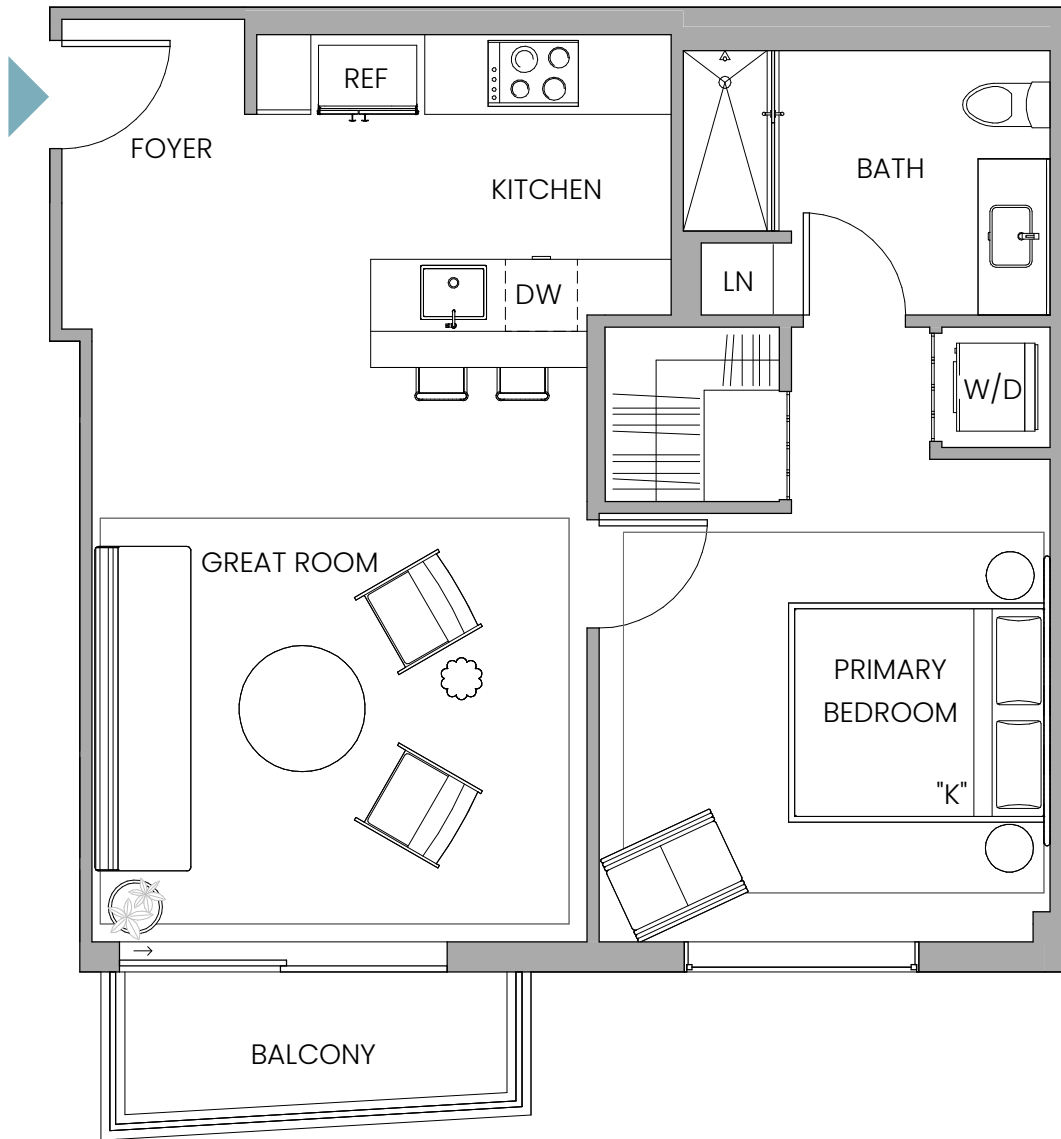 REF
FOYER
KITCHEN
BATH
DW
LN
W/D
GREAT ROOM
PRIMARY
BEDROOM
"K"
BALCONY